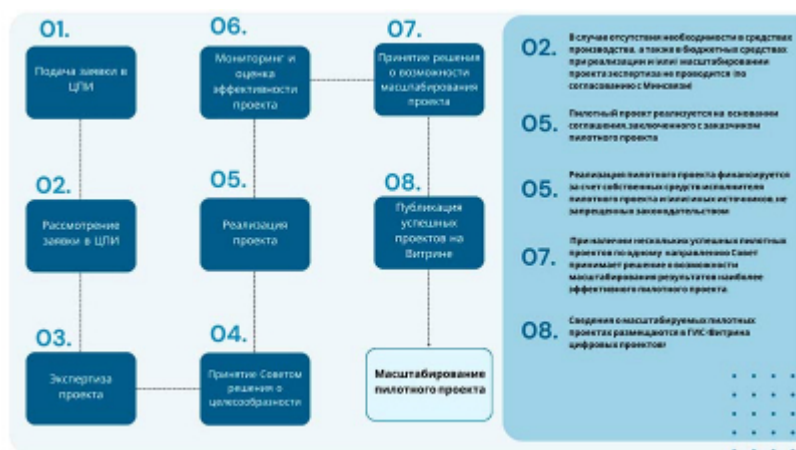 01.
Подача заявки в
ЦПИ
02.
Рассмотрение
заявки в ЦПИ
03.
Экспертиза
проекта
04.
Принятие Советом
решения о
целесообразности
05.
Реализация
проекта
06.
Мониторинг и
оценка
эффективности
проекта
07.
Принятие решения
о возможности
масштабирования
проекта
08.
Публикация
успешных
проектов на
Витрине
Масштабирование
пилотного проекта
02.
В случае отсутствия необходимости в средствах
производства, а также в бюджетных средствах
при реализации и (или) масштабировании
проекта экспертиза не проводится (по
согласованию с Минсвязи)
05.
Пилотный проект реализуется на основании
соглашения, заключенного с заказчиком
пилотного проекта
05.
Реализация пилотного проекта финансируется
за счет собственных средств исполнителя
пилотного проекта и (или) иных источников, не
запрещенных законодательством
07.
При наличии нескольких успешных пилотных
проектов по одному направлению Совет
принимает решение о возможности
масштабирования результатов наиболее
эффективного пилотного проекта
08.
Сведения о масштабируемых пилотных
проектах размещаются в ГИС «Витрина
цифровых проектов»